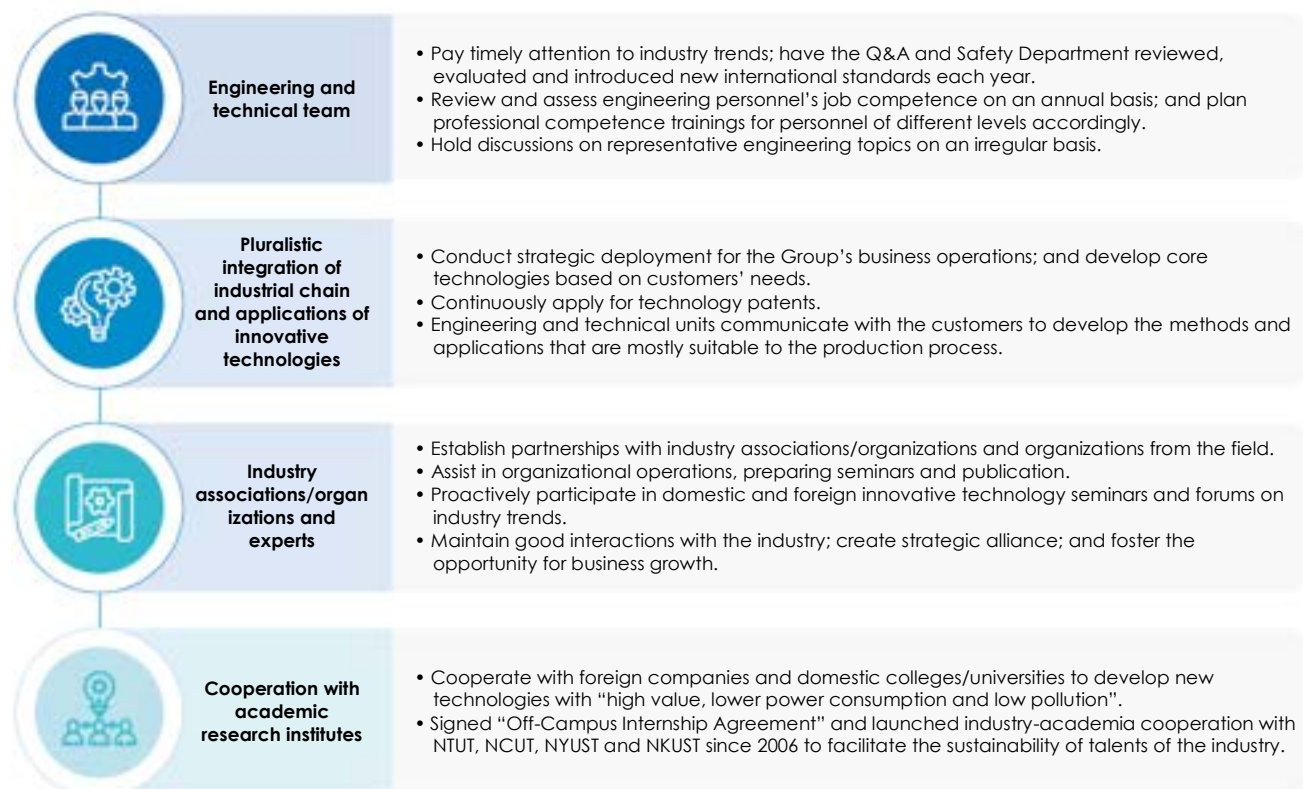 Engineering and
technical team
• Pay timely attention to industry trends; have the Q&A and Safety Department reviewed,
evaluated and introduced new international standards each year.
• Review and assess engineering personnel's job competence on an annual basis; and plan
professional competence trainings for personnel of different levels accordingly.
• Hold discussions on representative engineering topics on an irregular basis.
Pluralistic
integration of
industrial chain
and applications of
innovative
technologies
• Conduct strategic deployment for the Group's business operations; and develop core
technologies based on customers' needs.
• Continuously apply for technology patents.
• Engineering and technical units communicate with the customers to develop the methods and
applications that are mostly suitable to the production process.
Industry
associations/organ
izations and
experts
• Establish partnerships with industry associations/organizations and organizations from the field.
• Assist in organizational operations, preparing seminars and publication.
• Proactively participate in domestic and foreign innovative technology seminars and forums on
industry trends.
• Maintain good interactions with the industry; create strategic alliance; and foster the
opportunity for business growth.
Cooperation with
academic
research institutes
• Cooperate with foreign companies and domestic colleges/universities to develop new
technologies with “high value, lower power consumption and low pollution”.
• Signed “Off-Campus Internship Agreement” and launched industry-academia cooperation with
NTUT, NCUT, NYUST and NKUST since 2006 to facilitate the sustainability of talents of the industry.